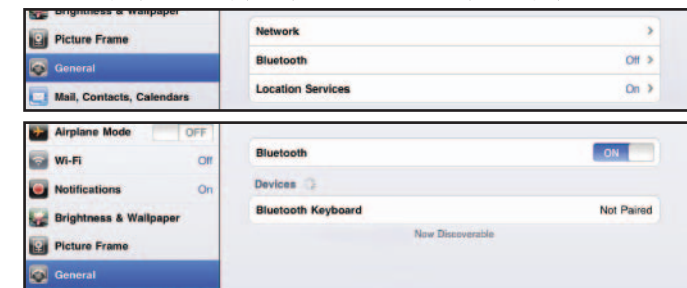 Brightness & Wallpaper
Picture Frame
General
Mail, Contacts, Calendars
Network
Bluetooth Off
Location Services On
Airplane Mode OFF
Wi-Fi Off
Notifications On
Brightness & Wallpaper
Picture Frame
General
Bluetooth ON
Devices
Bluetooth Keyboard Not Paired
Now Discoverable